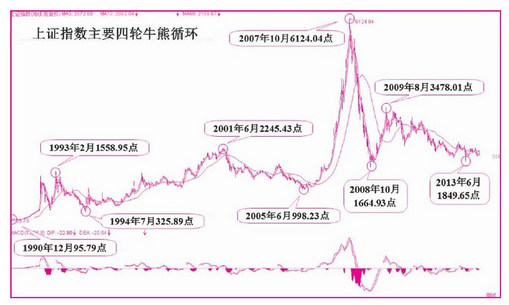 上证指数主要四轮牛熊循环
2007年10月6124.04点
6124.04
2009年8月3478.01点
1993年2月1558.95点
2001年6月2245.43点
1994年7月325.89点
2005年6月998.23点
2008年10月
1664.93点
2013年6月
1849.65点
1990年12月95.79点